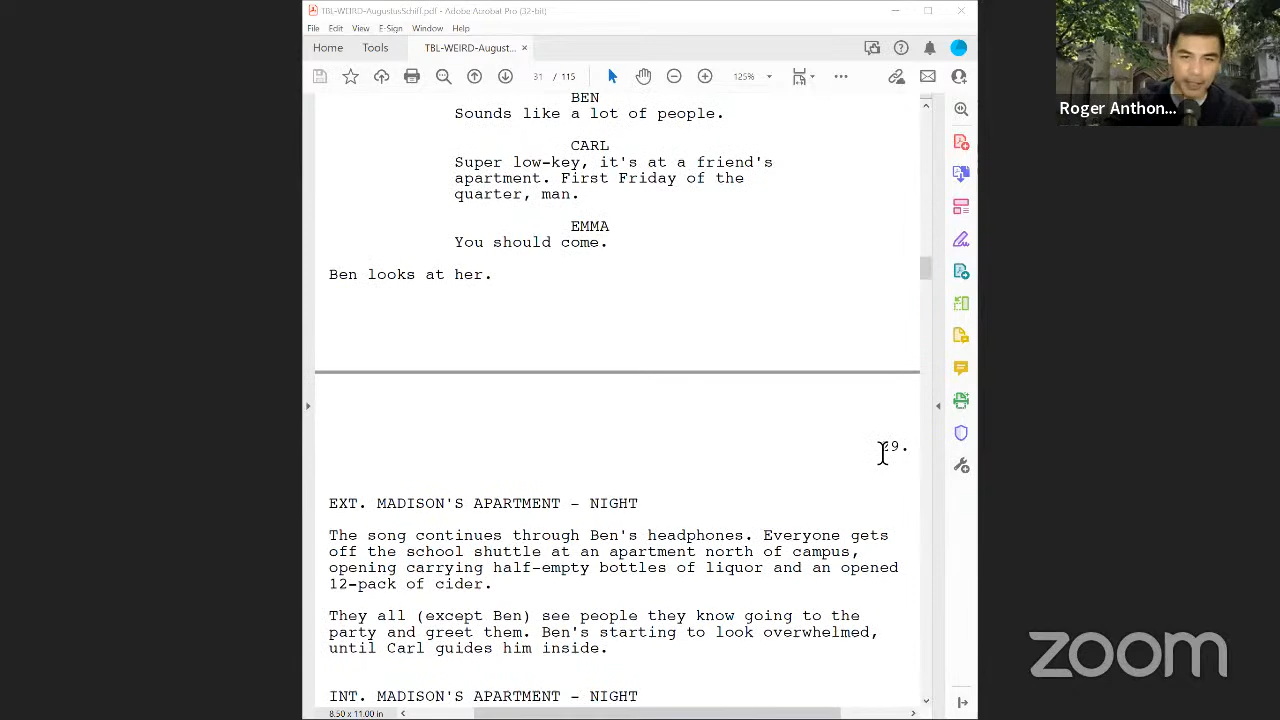 TBL-WEIRD-AugustusSchiff.pdf - Adobe Acrobat Pro (32-bit)
File Edit View E-Sign Window Help
Home Tools TBL-WEIRD-August... ×
31 / 115 125%
BEN
Sounds like a lot of people.
CARL
Super low-key, it's at a friend's
apartment. First Friday of the
quarter, man.
EMMA
You should come.
Ben looks at her.
29.
EXT. MADISON'S APARTMENT - NIGHT
The song continues through Ben's headphones. Everyone gets
off the school shuttle at an apartment north of campus,
opening carrying half-empty bottles of liquor and an opened
12-pack of cider.
They all (except Ben) see people they know going to the
party and greet them. Ben's starting to look overwhelmed,
until Carl guides him inside.
INT. MADISON'S APARTMENT - NIGHT
8.50 x 11.00 in
Roger Anthon...
zoom